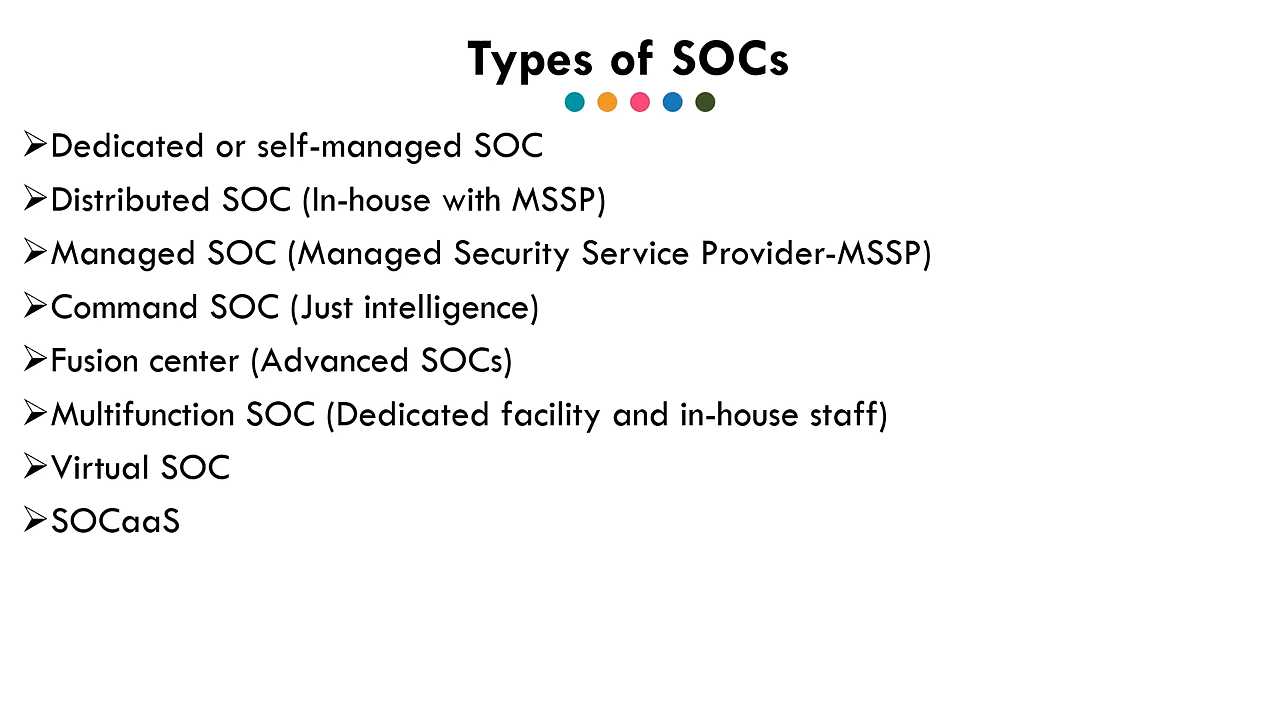 Types of SOCs
➢Dedicated or self-managed SOC
➢Distributed SOC (In-house with MSSP)
➢Managed SOC (Managed Security Service Provider-MSSP)
➢Command SOC (Just intelligence)
➢Fusion center (Advanced SOCs)
➢Multifunction SOC (Dedicated facility and in-house staff)
➢Virtual SOC
➢SOCaaS